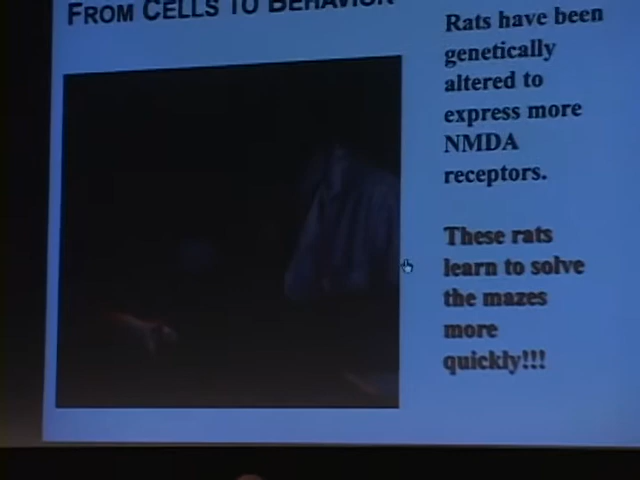 FROM CELLS TO BEHAVIOR
Rats have been
genetically
altered to
express more
NMDA
receptors.
These rats
learn to solve
the mazes
more
quickly!!!